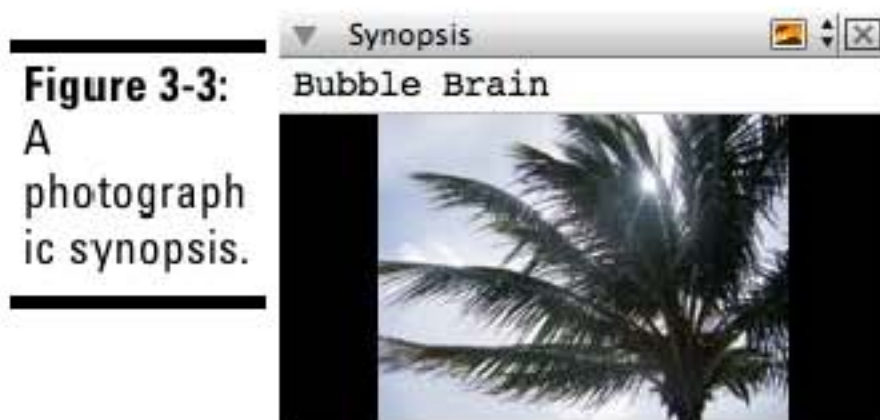 Figure 3-3:
A
photograph
ic synopsis.
Synopsis
Bubble Brain